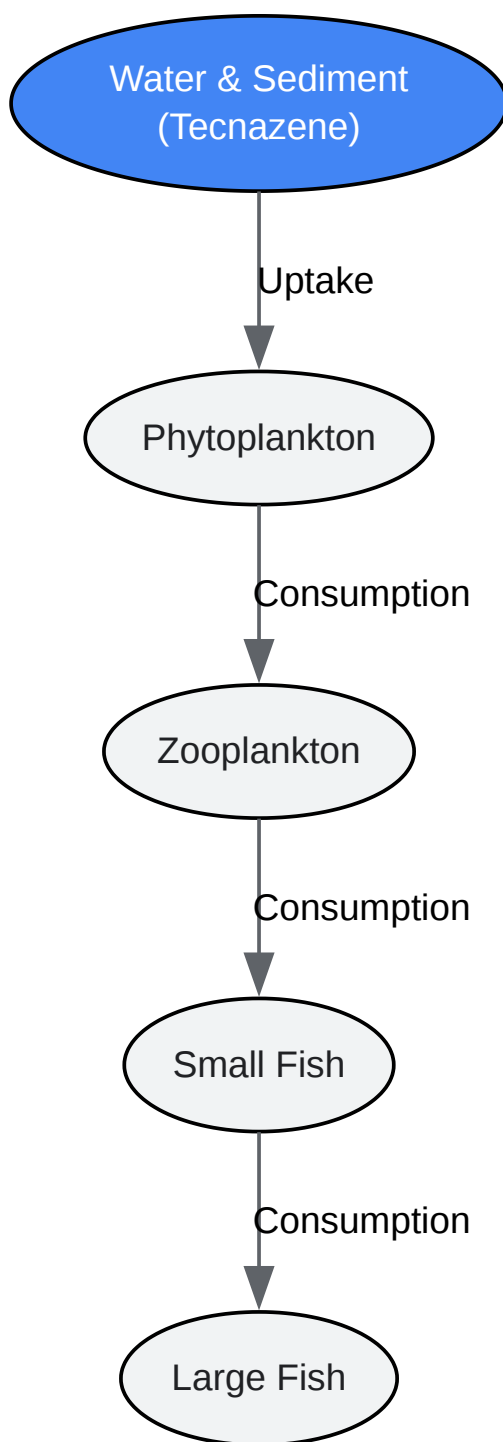 Water & Sediment
(Tecnazene)
Uptake
Phytoplankton
Consumption
Zooplankton
Consumption
Small Fish
Consumption
Large Fish